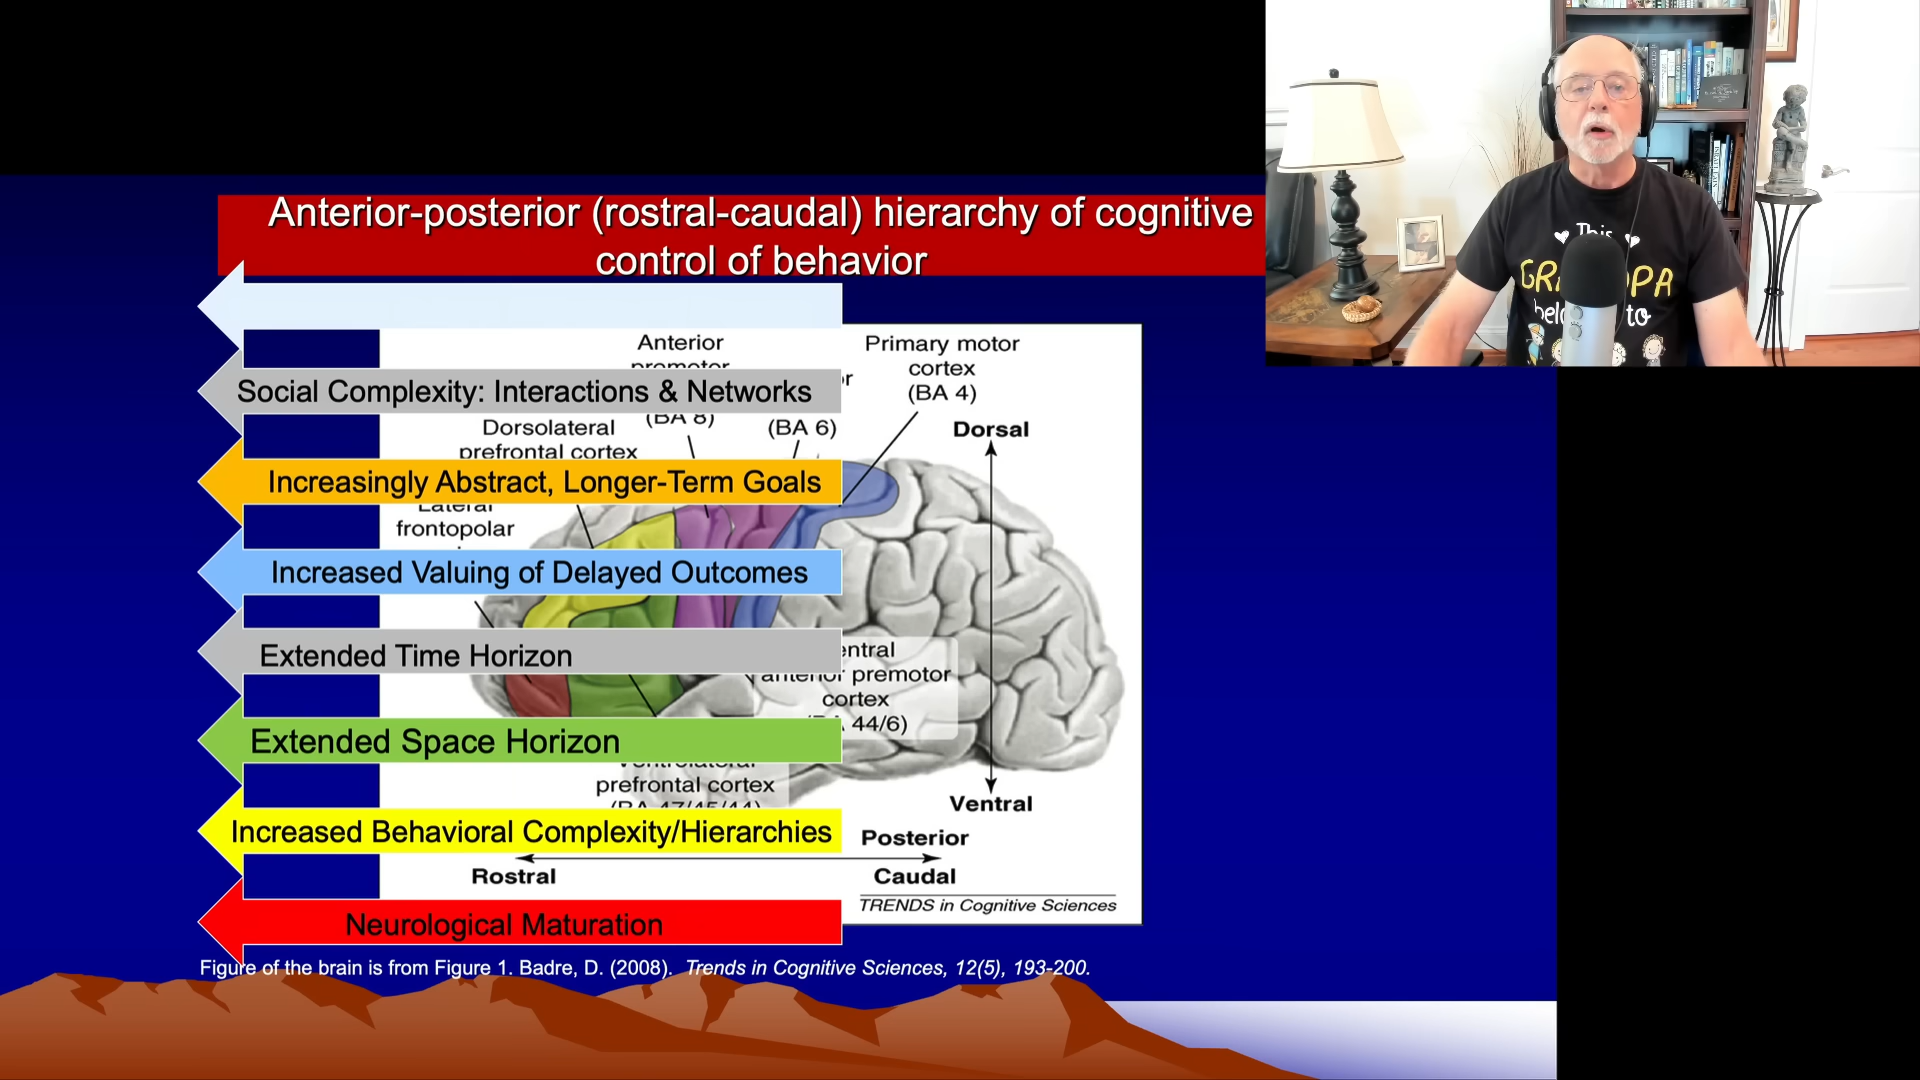 Anterior-posterior (rostral-caudal) hierarchy of cognitive
control of behavior
This
belo to
Anterior
premotor
Primary motor
cortex
(BA 4)
Social Complexity: Interactions & Networks
(BA 8)
(BA 6)
Dorsolateral
prefrontal cortex
Dorsal
Increasingly Abstract, Longer-Term Goals
Lateral
frontopolar
Increased Valuing of Delayed Outcomes
Extended Time Horizon
entral
anterior premotor
cortex
44/6)
Extended Space Horizon
Ventrolateral
prefrontal cortex
(BA 47/45/44)
Ventral
Increased Behavioral Complexity/Hierarchies
Posterior
Rostral
Caudal
TRENDS in Cognitive Sciences
Neurological Maturation
Figure of the brain is from Figure 1. Badre, D. (2008). Trends in Cognitive Sciences, 12(5), 193-200.